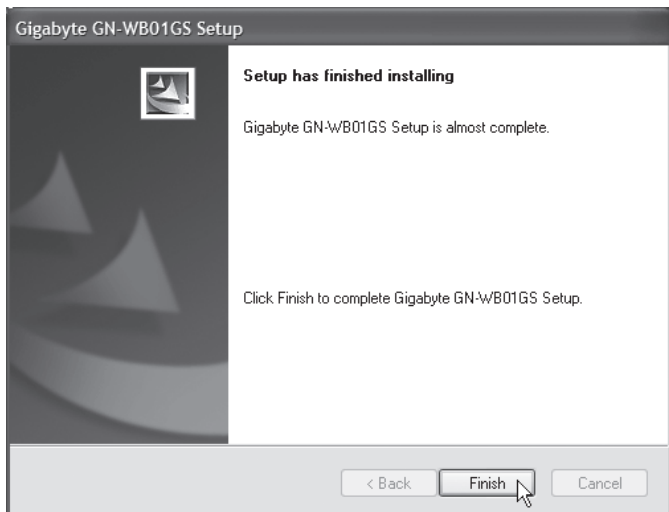 Gigabyte GN-WB01GS Setup
Setup has finished installing
Gigabyte GN-WB01GS Setup is almost complete.
Click Finish to complete Gigabyte GN-WB01GS Setup.
< Back
Finish
Cancel